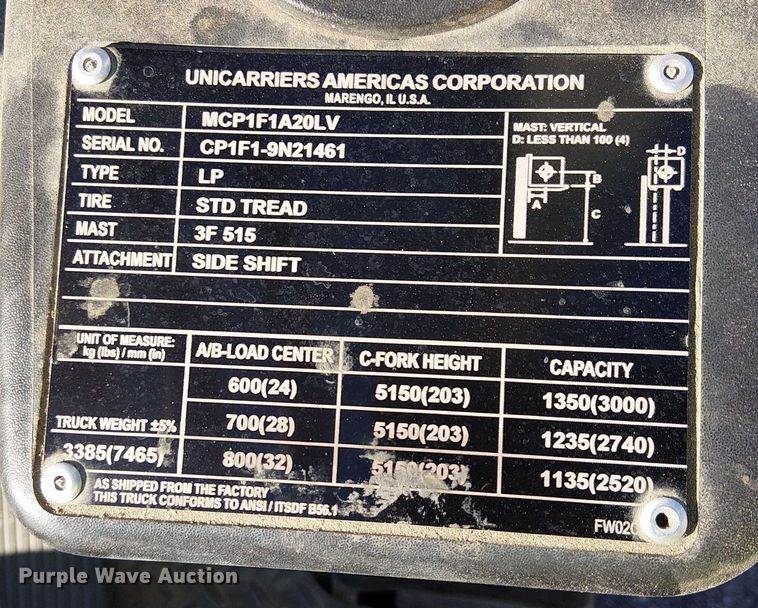 UNICARRIERS AMERICAS CORPORATION
MARENGO, IL U.S.A.
MODEL MCP1F1A20LV
SERIAL NO. CP1F1-9N21461
TYPE LP
TIRE STD TREAD
MAST 3F 515
ATTACHMENT SIDE SHIFT
MAST: VERTICAL
D: LESS THAN 100 (4)
D
B
A
C
UNIT OF MEASURE:
kg (lbs) / mm (in)
A/B-LOAD CENTER C-FORK HEIGHT CAPACITY
600(24) 5150(203) 1350(3000)
700(28) 5150(203) 1235(2740)
800(32) 5150(203) 1135(2520)
TRUCK WEIGHT ±5%
3385(7465)
AS SHIPPED FROM THE FACTORY
THIS TRUCK CONFORMS TO ANSI / ITSDF B56.1
Purple Wave Auction